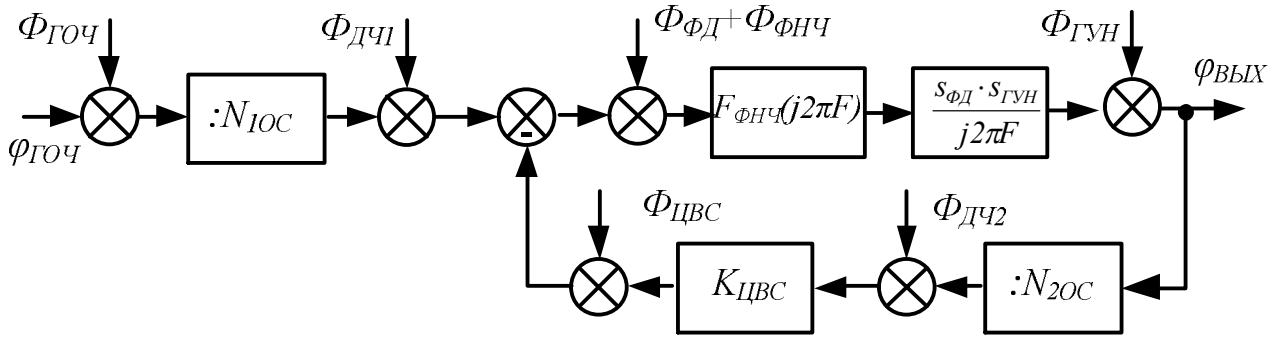 Φ_ГОЧ
Φ_ДЧ1
Φ_ФД+Φ_ФНЧ
Φ_ГУН
φ_ВЫХ
:N_1ОС
-
F_ФНЧ(j2πF)
s_ФД · s_ГУН
j2πF
φ_ГОЧ
Φ_ЦВС
Φ_ДЧ2
K_ЦВС
:N_2ОС